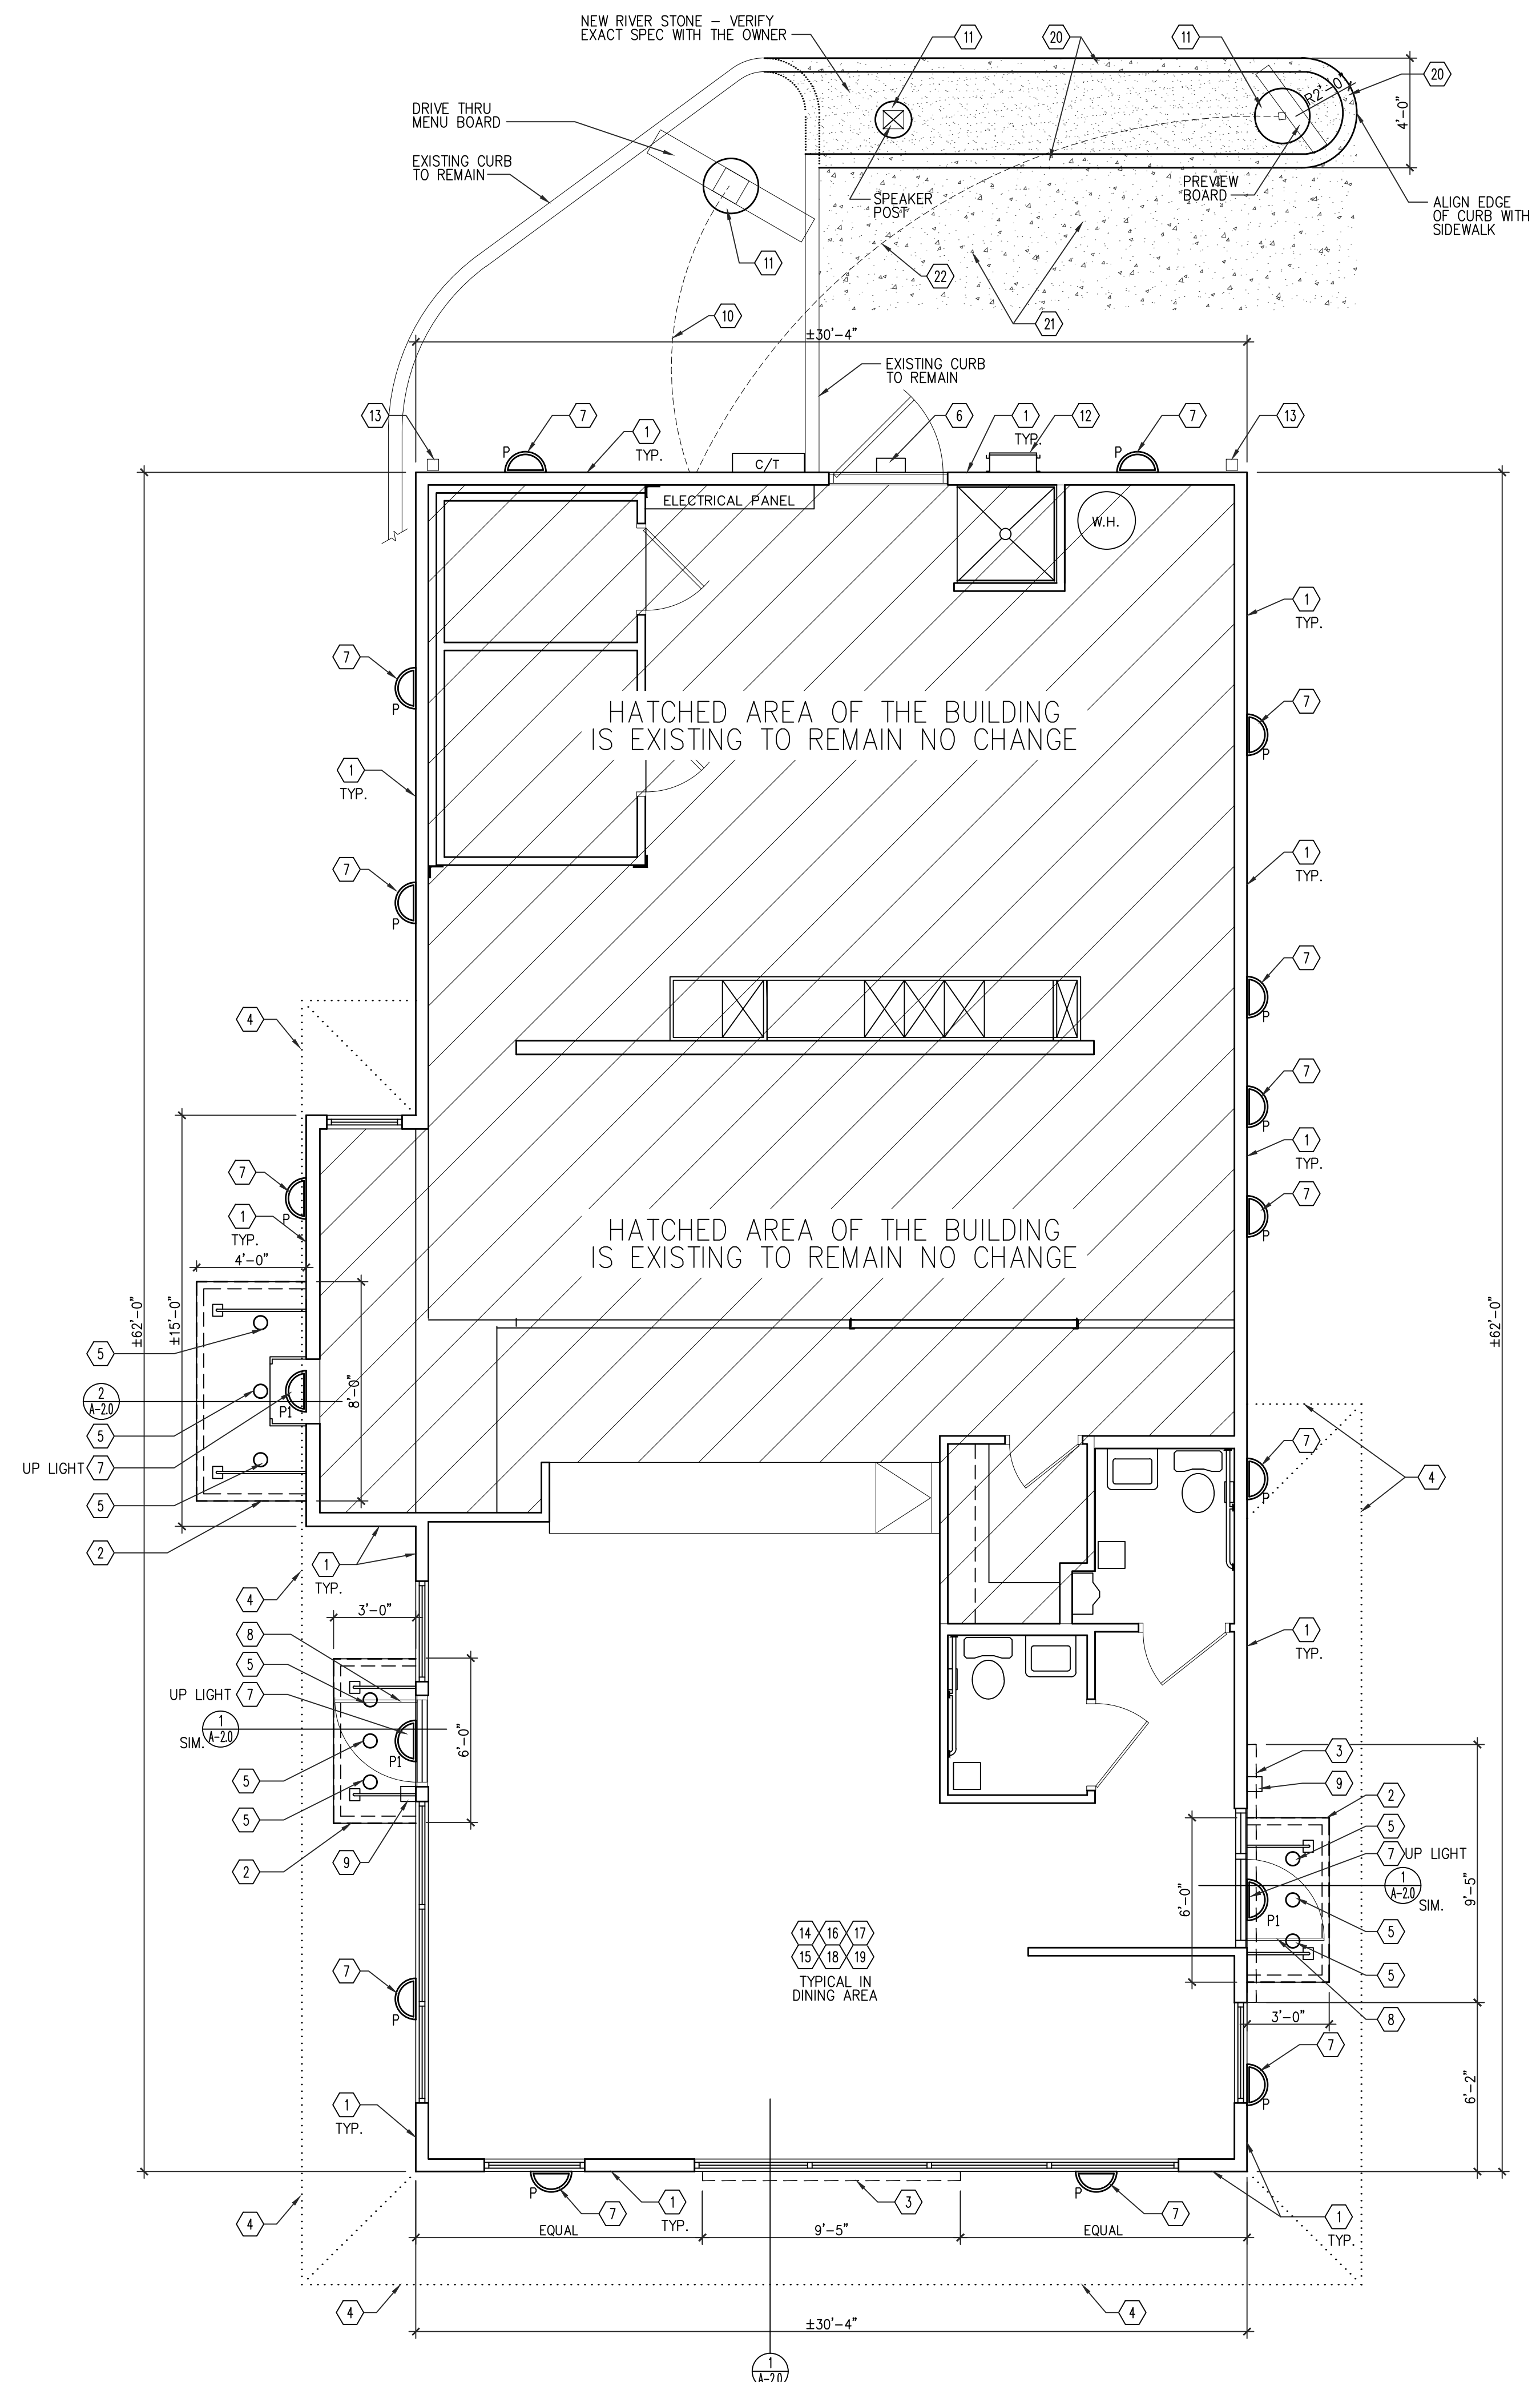 NEW RIVER STONE – VERIFY
EXACT SPEC WITH THE OWNER
11
20
11
20
R2'-0"
4'-0"
DRIVE THRU
MENU BOARD
EXISTING CURB
TO REMAIN
SPEAKER
POST
PREVIEW
BOARD
ALIGN EDGE
OF CURB WITH
SIDEWALK
11
22
10
21
±30'-4"
EXISTING CURB
TO REMAIN
13
P
7
1
TYP.
6
1
TYP.
12
P
7
13
C/T
ELECTRICAL PANEL
W.H.
1
TYP.
7
P
HATCHED AREA OF THE BUILDING
IS EXISTING TO REMAIN NO CHANGE
7
P
1
TYP.
7
P
1
TYP.
7
P
4
7
P
1
TYP.
7
P
7
P
1
TYP.
4'-0"
HATCHED AREA OF THE BUILDING
IS EXISTING TO REMAIN NO CHANGE
±62'-0"
±15'-0"
8'-0"
±62'-0"
5
2
A-2.0
P1
5
UP LIGHT 7
5
2
7
P
4
1
TYP.
4
3'-0"
8
5
UP LIGHT 7
1
A-2.0
SIM.
P1
5
5
2
9
6'-0"
1
TYP.
3
9
2
5
7 UP LIGHT
1
A-2.0
SIM.
P1
5
5
6'-0"
9'-5"
3'-0"
8
14 16 17
15 18 19
TYPICAL IN
DINING AREA
7
P
7
P
6'-2"
1
TYP.
4
P
7
1
TYP.
3
P
7
1
TYP.
EQUAL
9'-5"
EQUAL
4
4
±30'-4"
1
A-2.0